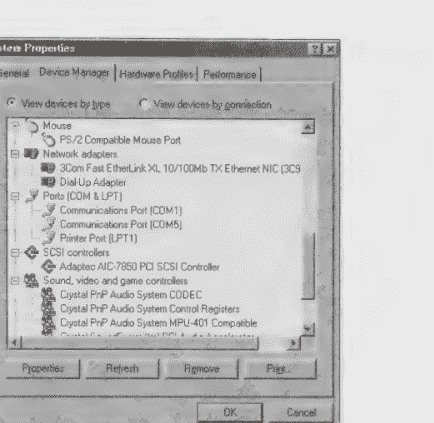 stem Properties
General Device Manager Hardware Profiles Performance
View devices by type View devices by connection
Mouse
PS/2 Compatible Mouse Port
Network adapters
3Com Fast EtherLink XL 10/100Mb TX Ethernet NIC (3C9
Dial-Up Adapter
Ports (COM & LPT)
Communications Port (COM1)
Communications Port (COM5)
Printer Port (LPT1)
SCSI controllers
Adaptec AIC-7850 PCI SCSI Controller
Sound, video and game controllers
Crystal PnP Audio System CODEC
Crystal PnP Audio System Control Registers
Crystal PnP Audio System MPU-401 Compatible
Properties Refresh Remove Print...
OK Cancel